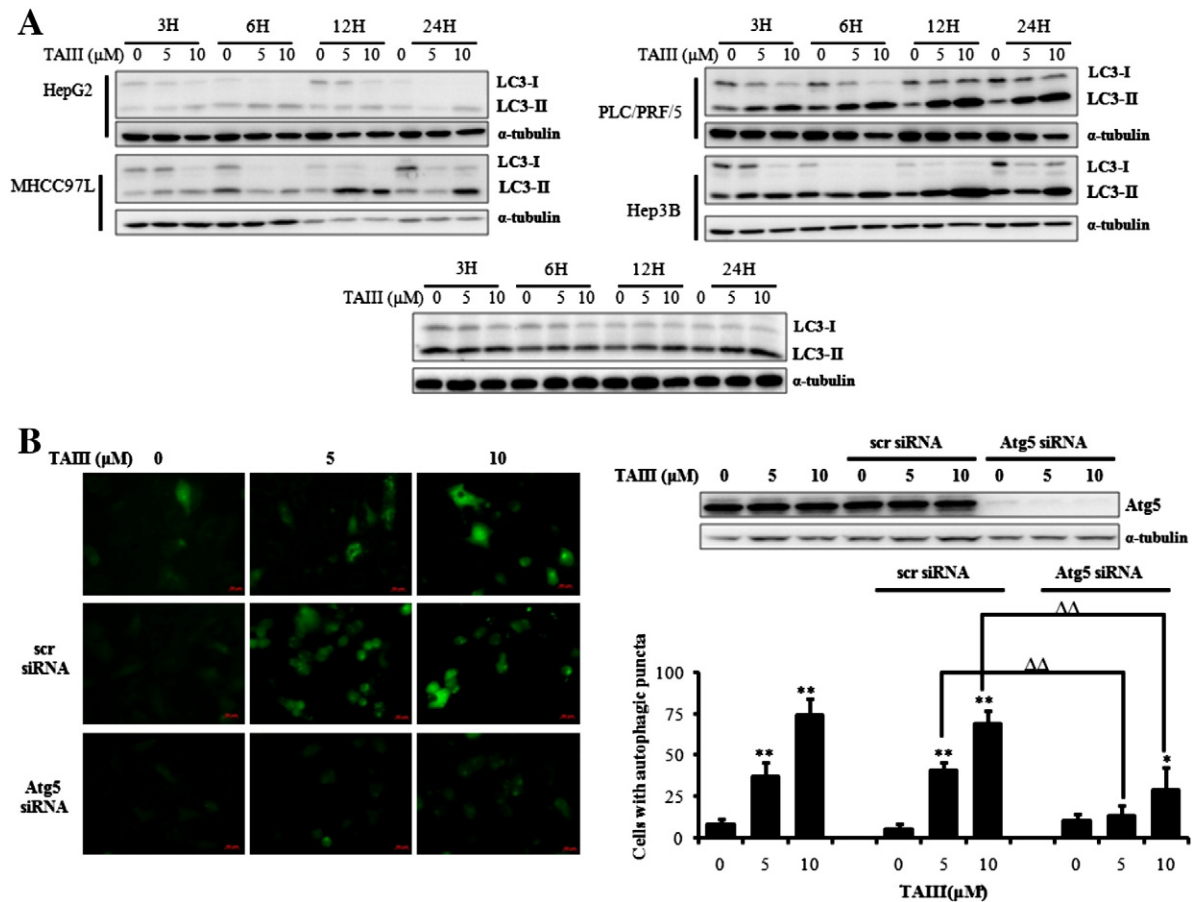 A
3H 6H 12H 24H
TAIII (μM) 0 5 10 0 5 10 0 5 10 0 5 10
HepG2
LC3-I
LC3-II
α-tubulin
MHCC97L
LC3-I
LC3-II
α-tubulin
3H 6H 12H 24H
TAIII (μM) 0 5 10 0 5 10 0 5 10 0 5 10
PLC/PRF/5
LC3-I
LC3-II
α-tubulin
Hep3B
LC3-I
LC3-II
α-tubulin
3H 6H 12H 24H
TAIII (μM) 0 5 10 0 5 10 0 5 10 0 5 10
LC3-I
LC3-II
α-tubulin
B
TAIII (μM) 0 5 10
scr
siRNA
Atg5
siRNA
scr siRNA Atg5 siRNA
TAIII (μM) 0 5 10 0 5 10 0 5 10
Atg5
α-tubulin
scr siRNA Atg5 siRNA
ΔΔ
ΔΔ
Cells with autophagic puncta
100
75
50
25
0
** ** ** ** *
0 5 10 0 5 10 0 5 10
TAIII(μM)